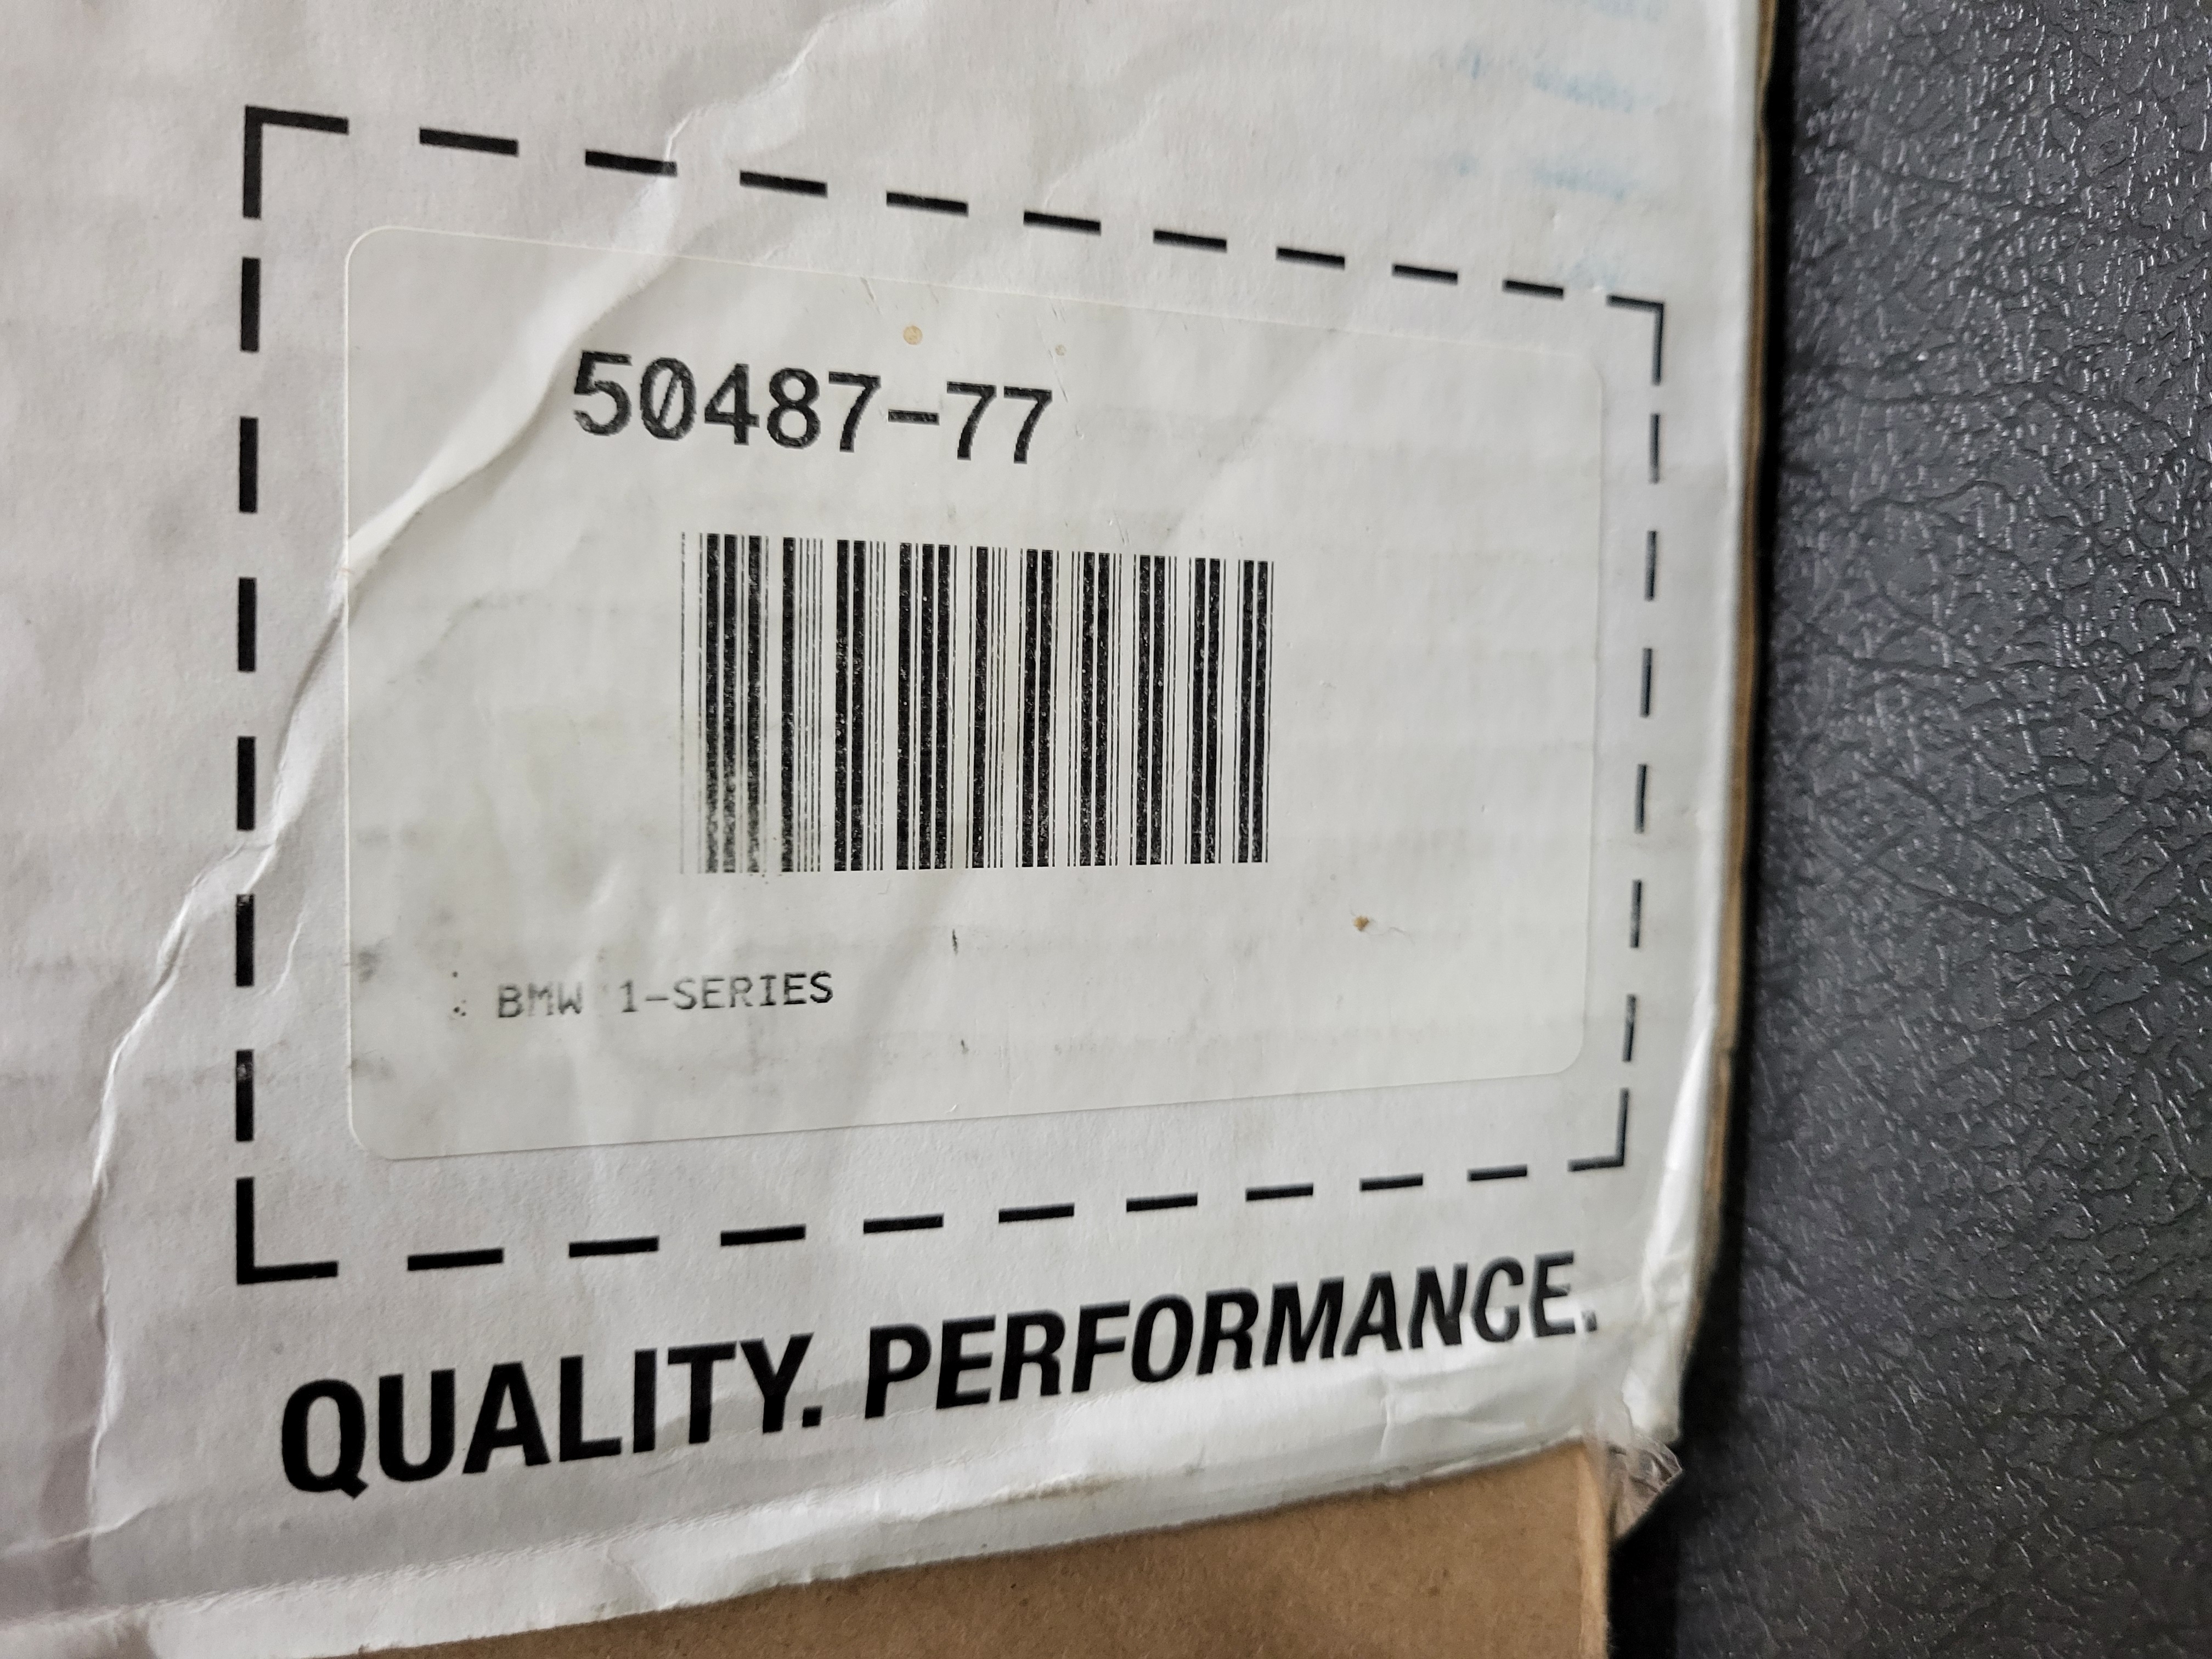 50487-77
BMW 1-SERIES
QUALITY. PERFORMANCE.